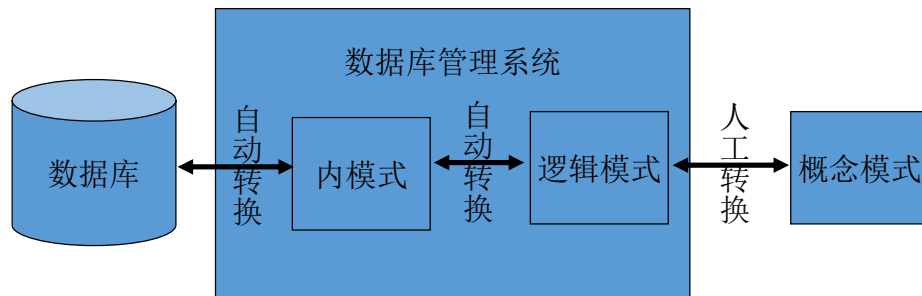 数据库管理系统
数据库
自动转换
内模式
自动转换
逻辑模式
人工转换
概念模式